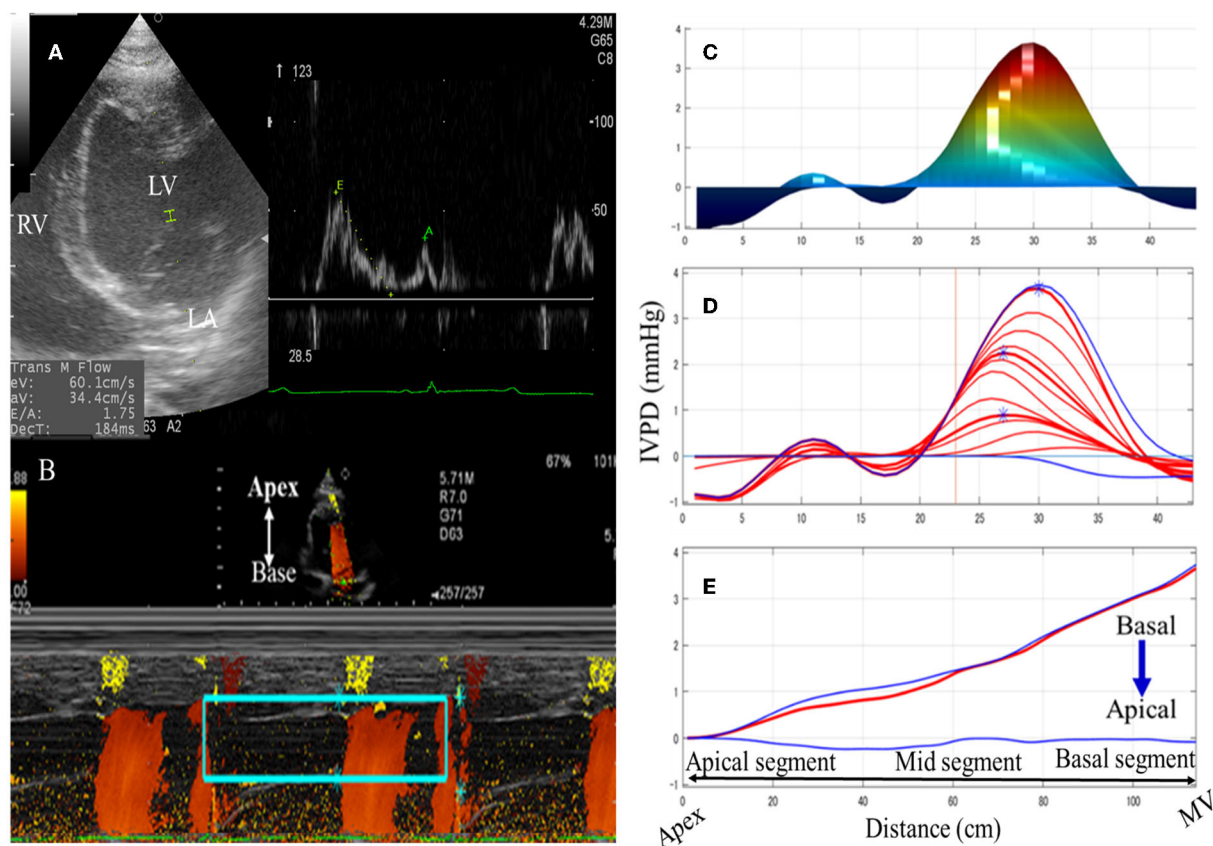 A
4.29M
G65
C8
123
-100
-50
28.5
E
A
LV
RV
LA
Trans M Flow
eV: 60.1cm/s
aV: 34.4cm/s
E/A: 1.75
DecT: 184ms
63 A2
B
.88
67%
Apex
Base
5.71M
R7.0
G71
D63
257/257
C
4
3
2
1
0
-1
0 5 10 15 20 25 30 35 40
D
IVPD (mmHg)
4
3
2
1
0
-1
0 5 10 15 20 25 30 35 40
E
4
3
2
1
0
-1
Basal
Apical
Apical segment Mid segment Basal segment
0 20 40 60 80 100
Apex Distance (cm) MV